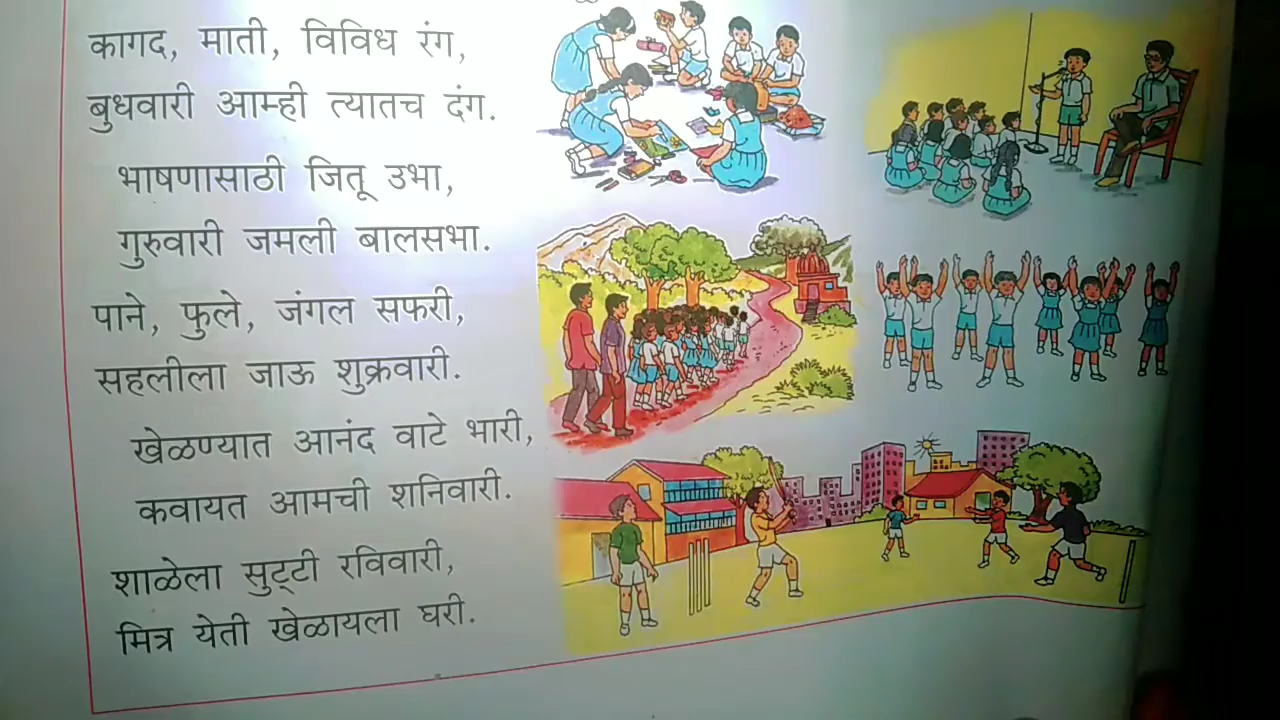 कागद, माती, विविध रंग,
बुधवारी आम्ही त्यातच दंग.
भाषणासाठी जितू उभा,
गुरुवारी जमली बालसभा.
पाने, फुले, जंगल सफरी,
सहलीला जाऊ शुक्रवारी.
खेळण्यात आनंद वाटे भारी,
कवायत आमची शनिवारी.
शाळेला सुट्टी रविवारी,
मित्र येती खेळायला घरी.